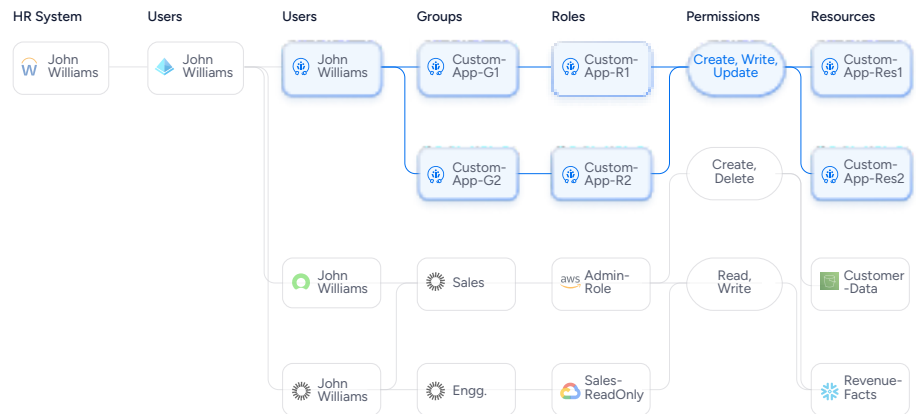 HR System
Users
Users
Groups
Roles
Permissions
Resources
John
Williams
John
Williams
John
Williams
Custom-
App-G1
Custom-
App-R1
Create, Write,
Update
Custom-
App-Res1
Custom-
App-G2
Custom-
App-R2
Create,
Delete
Custom-
App-Res2
John
Williams
Sales
aws
Admin-
Role
Read,
Write
Customer
-Data
John
Williams
Engg.
Sales-
ReadOnly
Revenue-
Facts